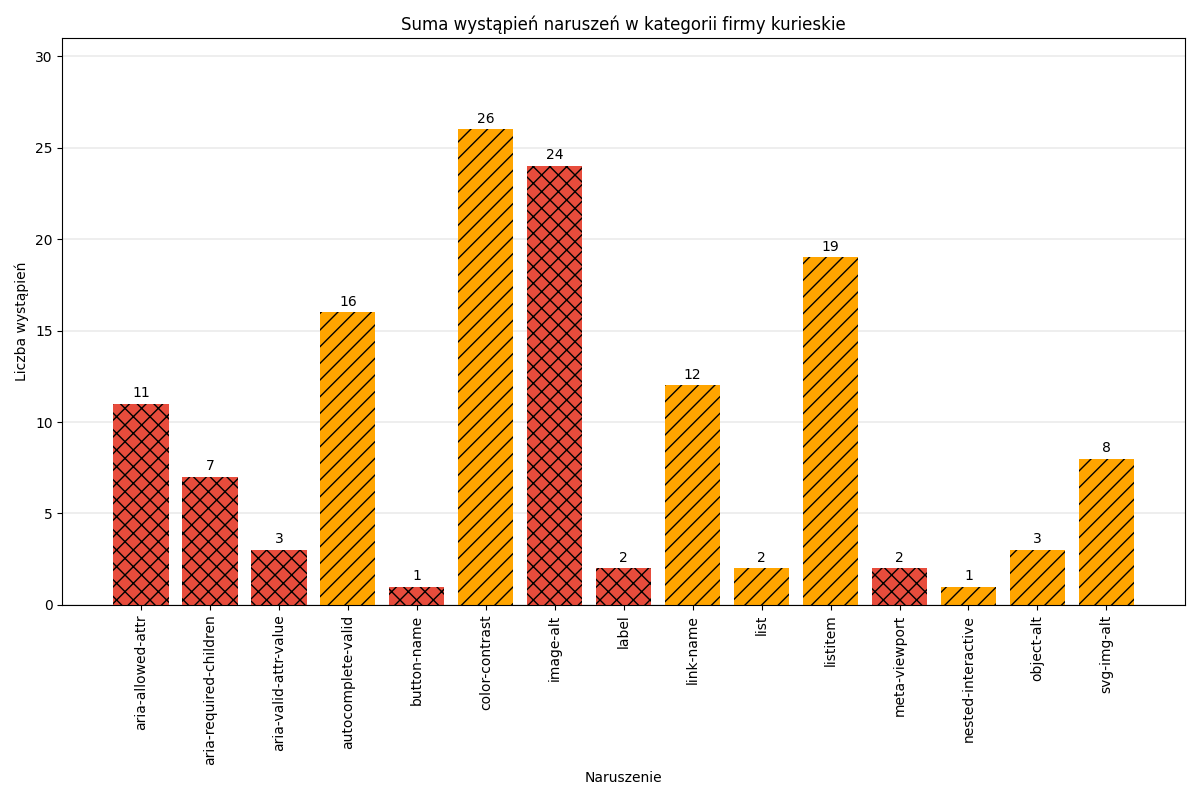 Suma wystąpień naruszeń w kategorii firmy kurieskie
Liczba wystąpień
30
25
20
15
10
5
0
11
7
3
16
1
26
24
2
12
2
19
2
1
3
8
aria-allowed-attr
aria-required-children
aria-valid-attr-value
autocomplete-valid
button-name
color-contrast
image-alt
label
link-name
list
listitem
meta-viewport
nested-interactive
object-alt
svg-img-alt
Naruszenie